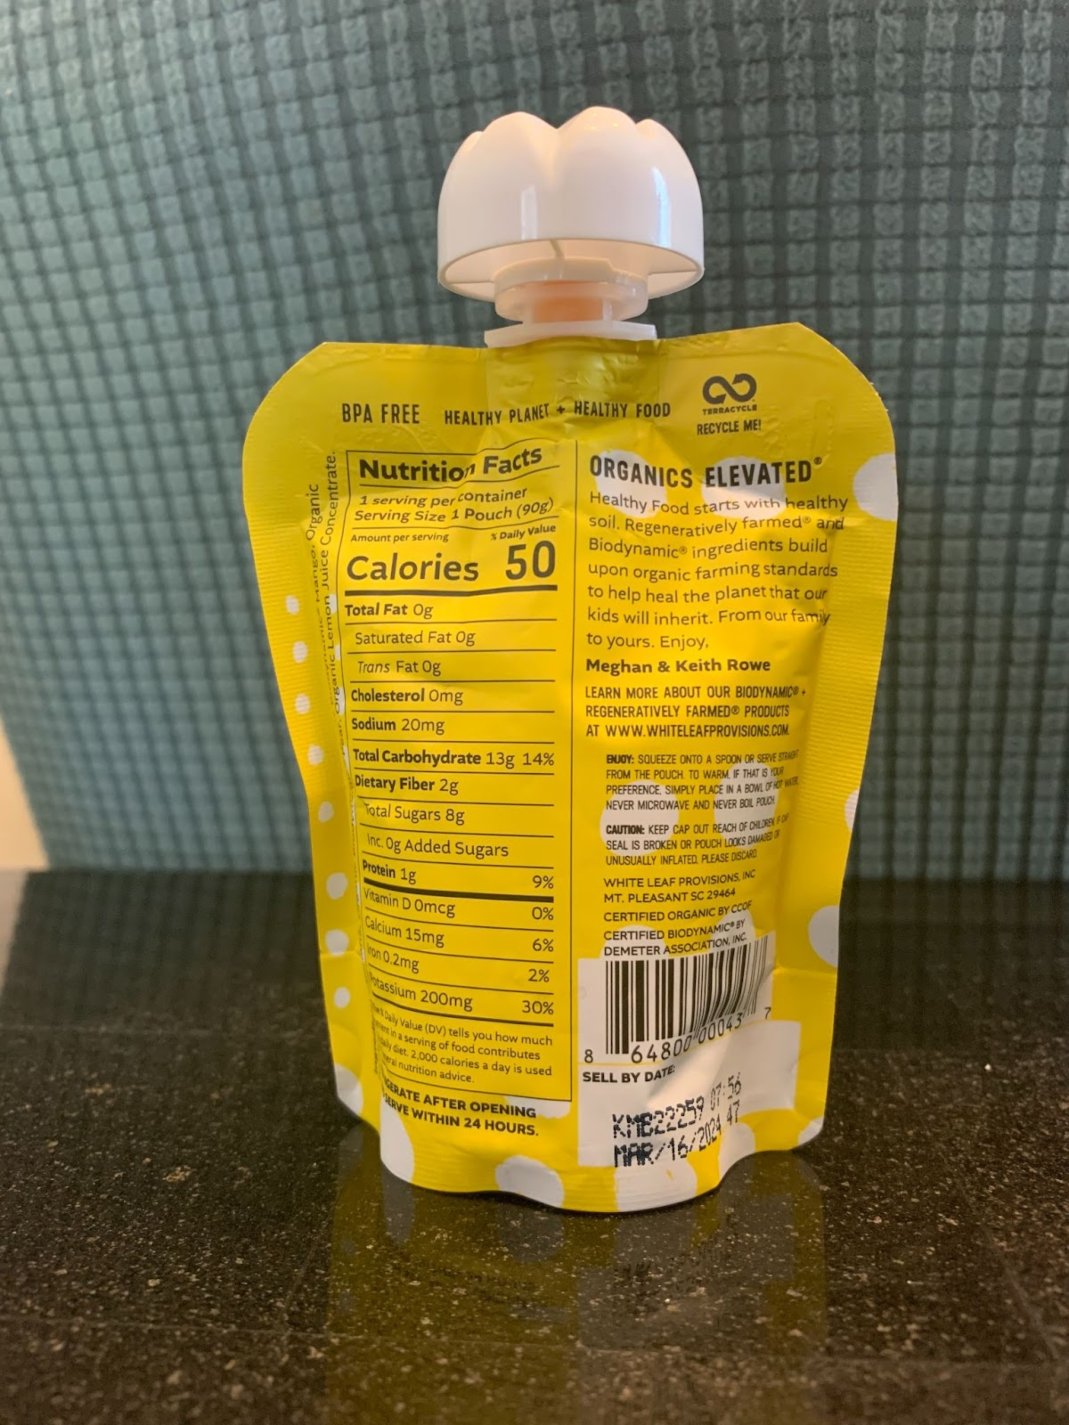 BPA FREE HEALTHY PLANET + HEALTHY FOOD
TERRACYCLE
RECYCLE ME!
Mango, Organic
Organic Lemon Juice Concentrate.
Nutrition Facts
1 serving per container
Serving Size 1 Pouch (90g)
Amount per serving % Daily Value
Calories 50
Total Fat 0g
Saturated Fat 0g
Trans Fat 0g
Cholesterol 0mg
Sodium 20mg
Total Carbohydrate 13g 14%
Dietary Fiber 2g
Total Sugars 8g
Inc. 0g Added Sugars
Protein 1g 9%
Vitamin D 0mcg 0%
Calcium 15mg 6%
Iron 0.2mg 2%
Potassium 200mg 30%
Daily Value (DV) tells you how much
in a serving of food contributes
diet. 2,000 calories a day is used
nutrition advice.
AFTER OPENING
WITHIN 24 HOURS.
ORGANICS ELEVATED®
Healthy Food starts with healthy
soil. Regeneratively farmed® and
Biodynamic® ingredients build
upon organic farming standards
to help heal the planet that our
kids will inherit. From our family
to yours. Enjoy,
Meghan & Keith Rowe
LEARN MORE ABOUT OUR BIODYNAMIC® +
REGENERATIVELY FARMED® PRODUCTS
AT WWW.WHITELEAFPROVISIONS.COM.
ENJOY: SQUEEZE ONTO A SPOON OR SERVE STRAIGHT
FROM THE POUCH. TO WARM, IF THAT IS YOUR
PREFERENCE, SIMPLY PLACE IN A BOWL OF HOT WATER.
NEVER MICROWAVE AND NEVER BOIL POUCH.
CAUTION: KEEP CAP OUT REACH OF CHILDREN. IF CAP
SEAL IS BROKEN OR POUCH LOOKS DAMAGED OR
UNUSUALLY INFLATED, PLEASE DISCARD.
WHITE LEAF PROVISIONS, INC
MT. PLEASANT SC 29464
CERTIFIED ORGANIC BY CCOF
CERTIFIED BIODYNAMIC® BY
DEMETER ASSOCIATION, INC.
8 64800 00043 7
SELL BY DATE:
KMB22259 07:56
MAR/16/2024 47